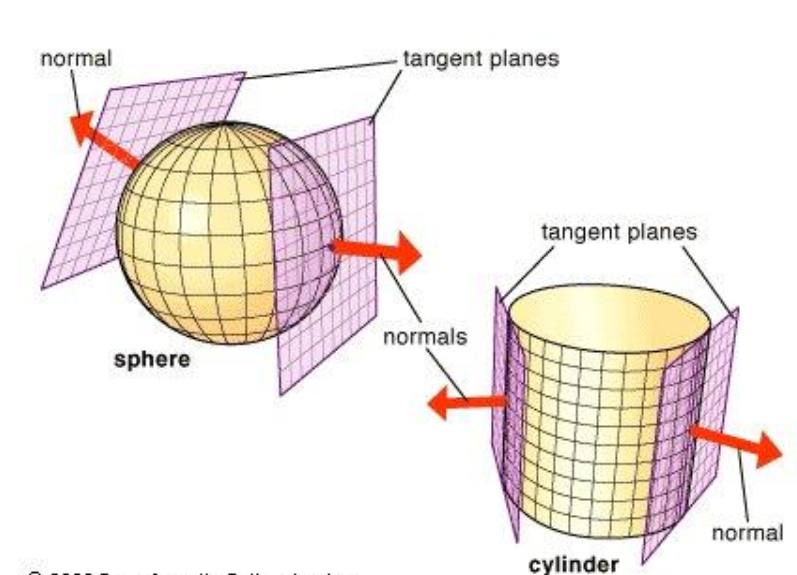 normal
tangent planes
tangent planes
normals
sphere
normal
cylinder